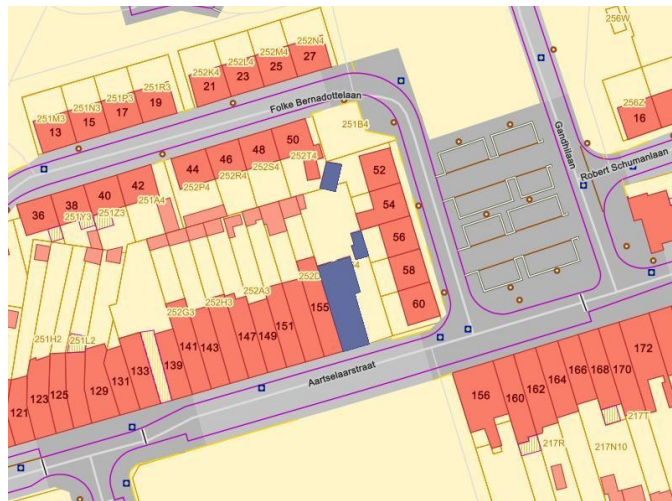 256W
252N4
252M4
252L4
252K4
27
25
23
21
251R3
251P3
251N3
251M3
19
17
15
13
256Z
16
Folke Bernadottelaan
251B4
Gandhilaan
Robert Schumanlaan
50
48
46
44
252T4
252S4
252R4
252P4
42
40
38
36
251A4
251Z3
251Y3
52
54
56
58
60
252D
252A3
252H3
252G3
155
151
149
147
143
141
139
133
131
129
125
123
121
251H2
251L2
Aartselaarstraat
172
170
168
166
164
162
160
156
217T
217R
217N10